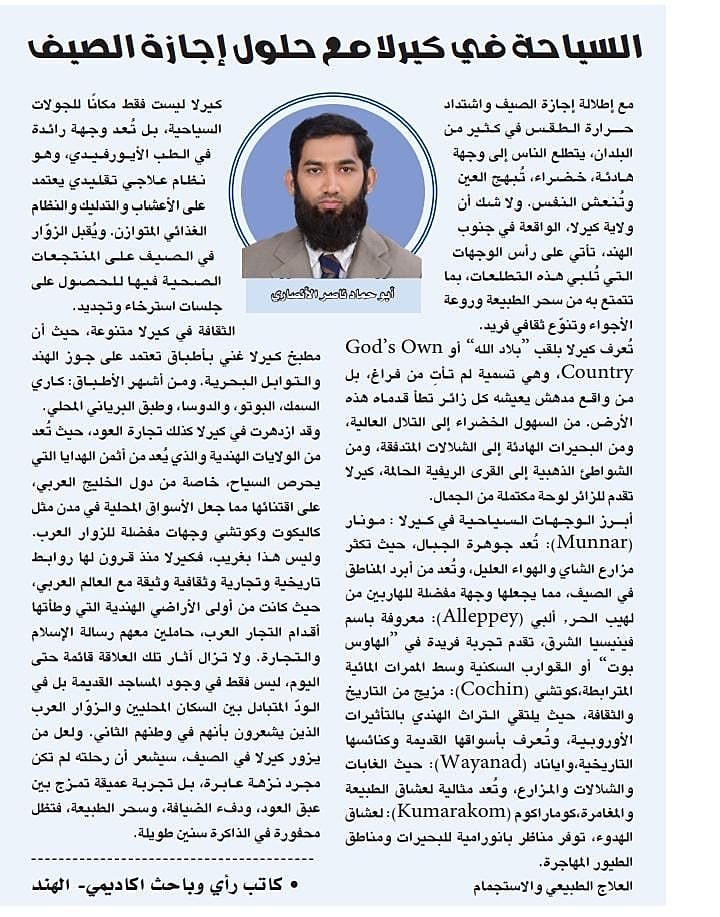 السياحة في كيرلا مع حلول إجازة الصيف
مع إطلالة إجازة الصيف واشتداد
حرارة الطقس في كثير من
البلدان، يتطلع الناس إلى وجهة
هادئة، خضراء، تُبهج العين
وتُنعش النفس. ولا شك أن
ولاية كيرلا، الواقعة في جنوب
الهند، تأتي على رأس الوجهات
التي تُلبي هذه التطلعات، بما
تتمتع به من سحر الطبيعة وروعة
الأجواء وتنوّع ثقافي فريد.
تُعرف كيرلا بلقب ”بلاد الله“ أو God's Own
Country، وهي تسمية لم تأتِ من فراغ، بل
من واقع مدهش يعيشه كل زائر تطأ قدماه هذه
الأرض. من السهول الخضراء إلى التلال العالية،
ومن البحيرات الهادئة إلى الشلالات المتدفقة، ومن
الشواطئ الذهبية إلى القرى الريفية الحالمة، كيرلا
تقدم للزائر لوحة مكتملة من الجمال.
أبرز الوجهات السياحية في كيرلا : مونار
(Munnar): تُعد جوهرة الجبال، حيث تكثر
مزارع الشاي والهواء العليل، وتُعد من أبرد المناطق
في الصيف، مما يجعلها وجهة مفضلة للهاربين من
لهيب الحر, ألبي (Alleppey): معروفة باسم
فينيسيا الشرق، تقدم تجربة فريدة في ”الهاوس
بوت“ أو القوارب السكنية وسط الممرات المائية
المترابطة،كوتشي (Cochin): مزيج من التاريخ
والثقافة، حيث يلتقي التراث الهندي بالتأثيرات
الأوروبية، وتُعرف بأسواقها القديمة وكنائسها
التاريخية،واياناد (Wayanad): حيث الغابات
والشلالات والمزارع، وتُعد مثالية لعشاق الطبيعة
والمغامرة،كوماراكوم (Kumarakom): لعشاق
الهدوء، توفر مناظر بانورامية للبحيرات ومناطق
الطيور المهاجرة.
العلاج الطبيعي والاستجمام
أبو حماد ناصر الأنصاري
كيرلا ليست فقط مكانًا للجولات
السياحية، بل تُعد وجهة رائدة
في الطب الأيورفيدي، وهو
نظام علاجي تقليدي يعتمد
على الأعشاب والتدليك والنظام
الغذائي المتوازن. ويُقبل الزوّار
في الصيف على المنتجعات
الصحية فيها للحصول على
جلسات استرخاء وتجديد.
الثقافة في كيرلا متنوعة، حيث أن
مطبخ كيرلا غني بأطباق تعتمد على جوز الهند
والتوابل البحرية. ومن أشهر الأطباق: كاري
السمك، البوتو، والدوسا، وطبق البرياني المحلي.
وقد ازدهرت في كيرلا كذلك تجارة العود، حيث تُعد
من الولايات الهندية والذي يُعد من أثمن الهدايا التي
يحرص السياح، خاصة من دول الخليج العربي،
على اقتنائها مما جعل الأسواق المحلية في مدن مثل
كاليكوت وكوتشي وجهات مفضلة للزوار العرب.
وليس هذا بغريب، فكيرلا منذ قرون لها روابط
تاريخية وتجارية وثقافية وثيقة مع العالم العربي،
حيث كانت من أولى الأراضي الهندية التي وطأتها
أقدام التجار العرب، حاملين معهم رسالة الإسلام
والتجارة. ولا تزال أثار تلك العلاقة قائمة حتى
اليوم، ليس فقط في وجود المساجد القديمة بل في
الودّ المتبادل بين السكان المحليين والزوّار العرب
الذين يشعرون بأنهم في وطنهم الثاني. ولعل من
يزور كيرلا في الصيف، سيشعر أن رحلته لم تكن
مجرد نزهة عابرة، بل تجربة عميقة تمزج بين
عبق العود، ودفء الضيافة، وسحر الطبيعة، فتظل
محفورة في الذاكرة سنين طويلة.
• كاتب رأي وباحث اكاديمي- الهند